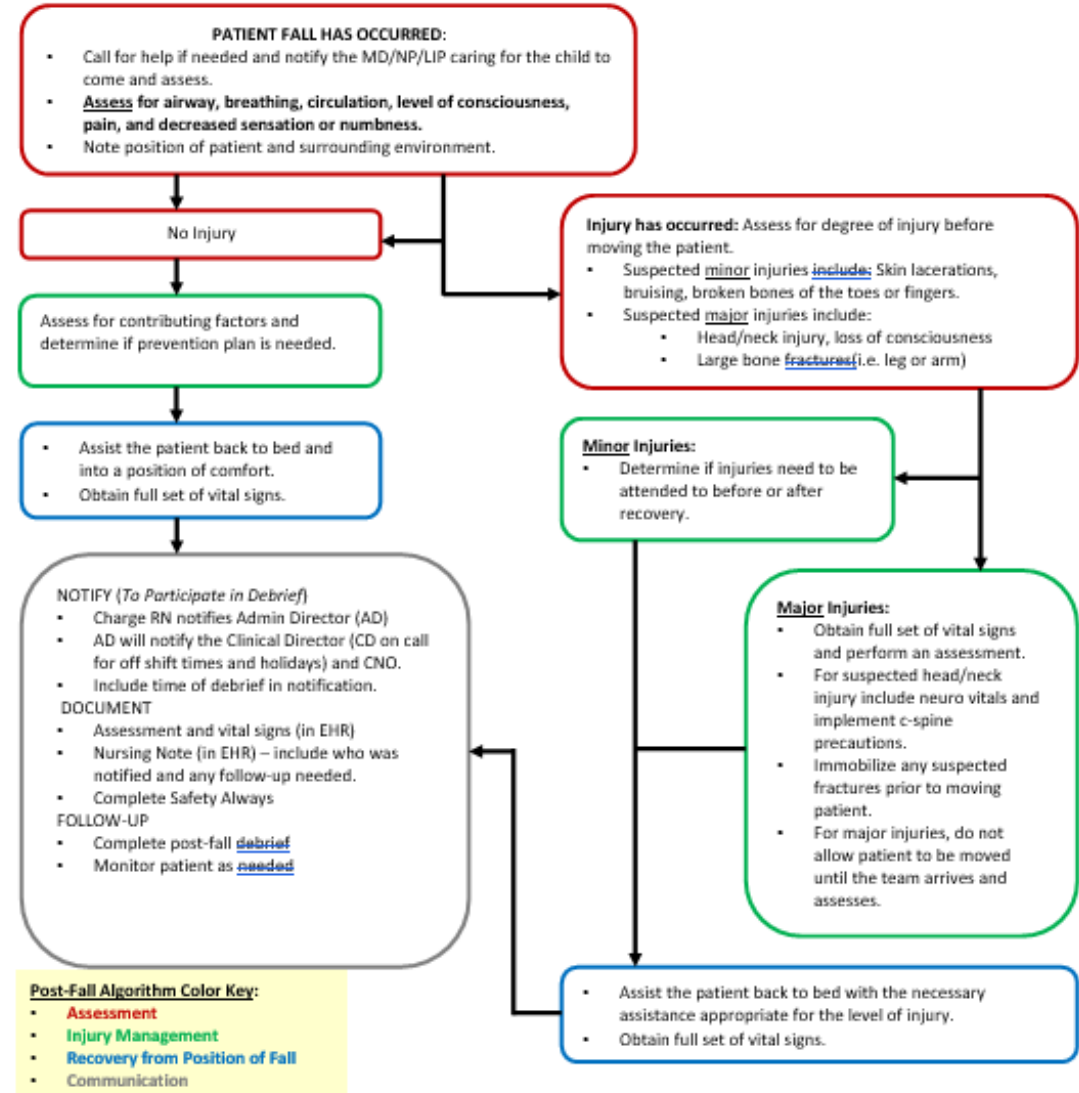 PATIENT FALL HAS OCCURRED:
▪ Call for help if needed and notify the MD/NP/LIP caring for the child to
come and assess.
▪ Assess for airway, breathing, circulation, level of consciousness,
pain, and decreased sensation or numbness.
▪ Note position of patient and surrounding environment.
No Injury
Injury has occurred: Assess for degree of injury before
moving the patient.
▪ Suspected minor injuries include: Skin lacerations,
bruising, broken bones of the toes or fingers.
▪ Suspected major injuries include:
▪ Head/neck injury, loss of consciousness
▪ Large bone fractures(i.e. leg or arm)
Assess for contributing factors and
determine if prevention plan is needed.
▪ Assist the patient back to bed and
into a position of comfort.
▪ Obtain full set of vital signs.
Minor Injuries:
▪ Determine if injuries need to be
attended to before or after
recovery.
Major Injuries:
▪ Obtain full set of vital signs
and perform an assessment.
▪ For suspected head/neck
injury include neuro vitals and
implement c-spine
precautions.
▪ Immobilize any suspected
fractures prior to moving
patient.
▪ For major injuries, do not
allow patient to be moved
until the team arrives and
assesses.
NOTIFY (To Participate in Debrief)
▪ Charge RN notifies Admin Director (AD)
▪ AD will notify the Clinical Director (CD on call
for off shift times and holidays) and CNO.
▪ Include time of debrief in notification.
DOCUMENT
▪ Assessment and vital signs (in EHR)
▪ Nursing Note (in EHR) – include who was
notified and any follow-up needed.
▪ Complete Safety Always
FOLLOW-UP
▪ Complete post-fall debrief
▪ Monitor patient as needed
▪ Assist the patient back to bed with the necessary
assistance appropriate for the level of injury.
▪ Obtain full set of vital signs.
Post-Fall Algorithm Color Key:
▪ Assessment
▪ Injury Management
▪ Recovery from Position of Fall
▪ Communication